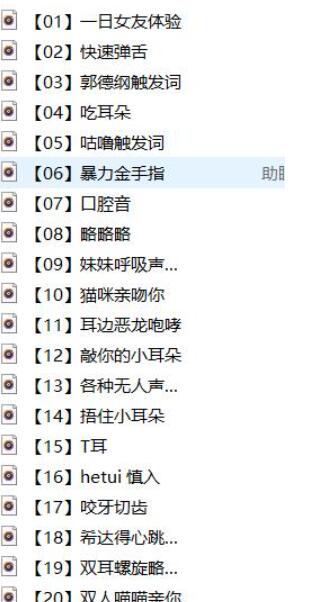 【01】一日女友体验
【02】快速弹舌
【03】郭德纲触发词
【04】吃耳朵
【05】咕噜触发词
【06】暴力金手指 助眠
【07】口腔音
【08】略略略
【09】妹妹呼吸声...
【10】猫咪亲吻你
【11】耳边恶龙咆哮
【12】敲你的小耳朵
【13】各种无人声...
【14】捂住小耳朵
【15】T耳
【16】hetui 慎入
【17】咬牙切齿
【18】希达得心跳...
【19】双耳螺旋略...
【20】双人喵喵亲你